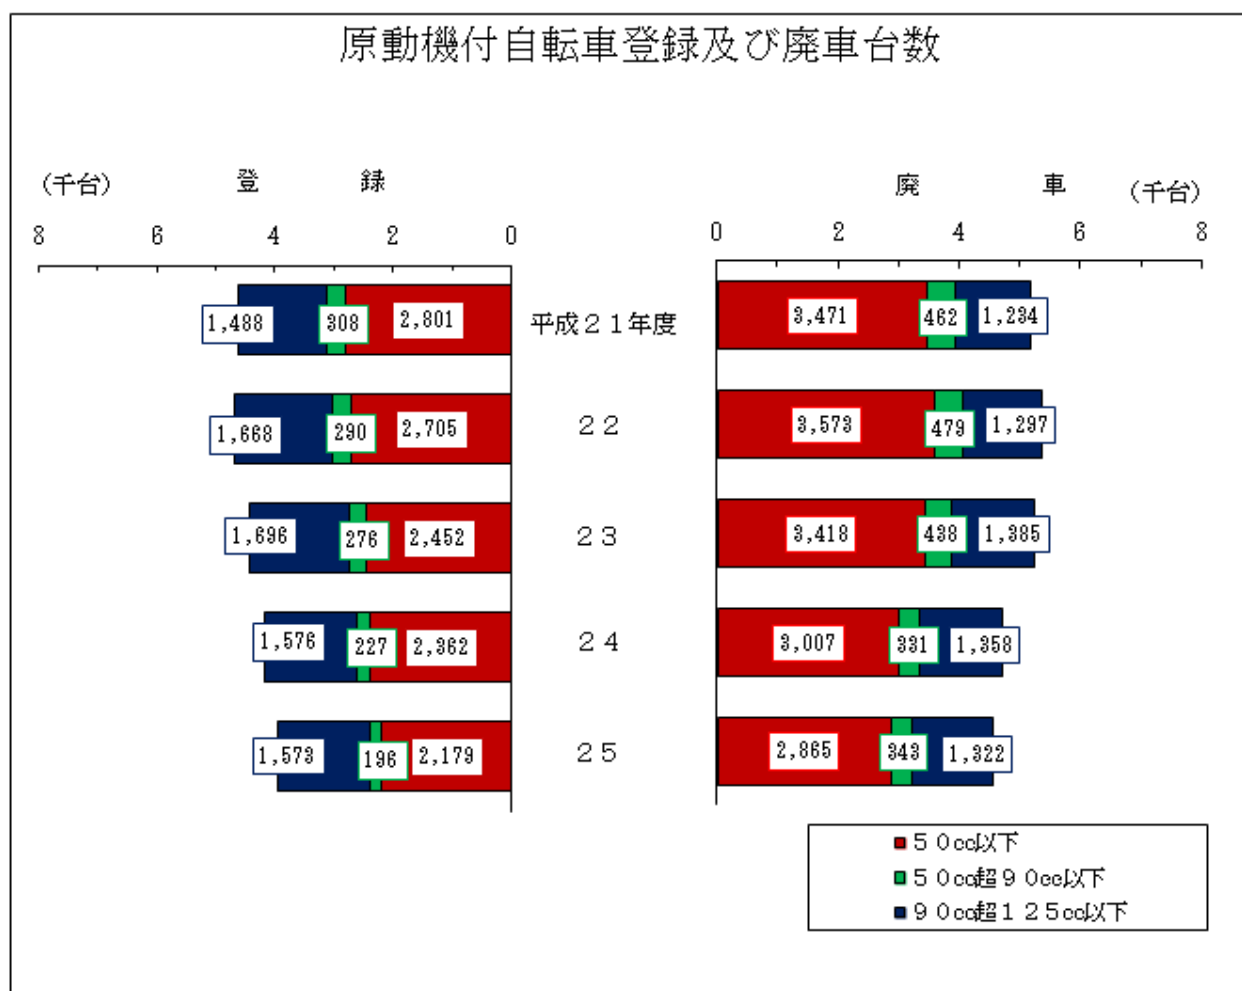 原動機付自転車登録及び廃車台数
(千台) 登 録 廃 車 (千台)
8 6 4 2 0 0 2 4 6 8
1,488 308 2,801 平成21年度 3,471 462 1,234
1,668 290 2,705 22 3,573 479 1,297
1,696 276 2,452 23 3,418 438 1,385
1,576 227 2,362 24 3,007 331 1,358
1,573 196 2,179 25 2,865 343 1,322
50cc以下
50cc超90cc以下
90cc超125cc以下